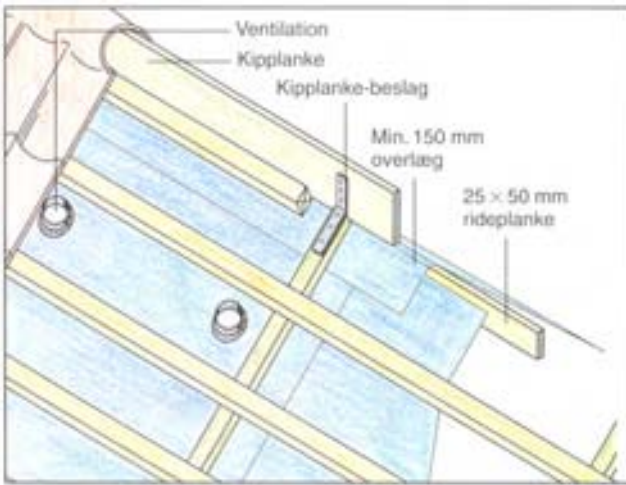 Ventilation
Kipplanke
Kipplanke-beslag
Min. 150 mm
overlæg
25 × 50 mm
rideplanke